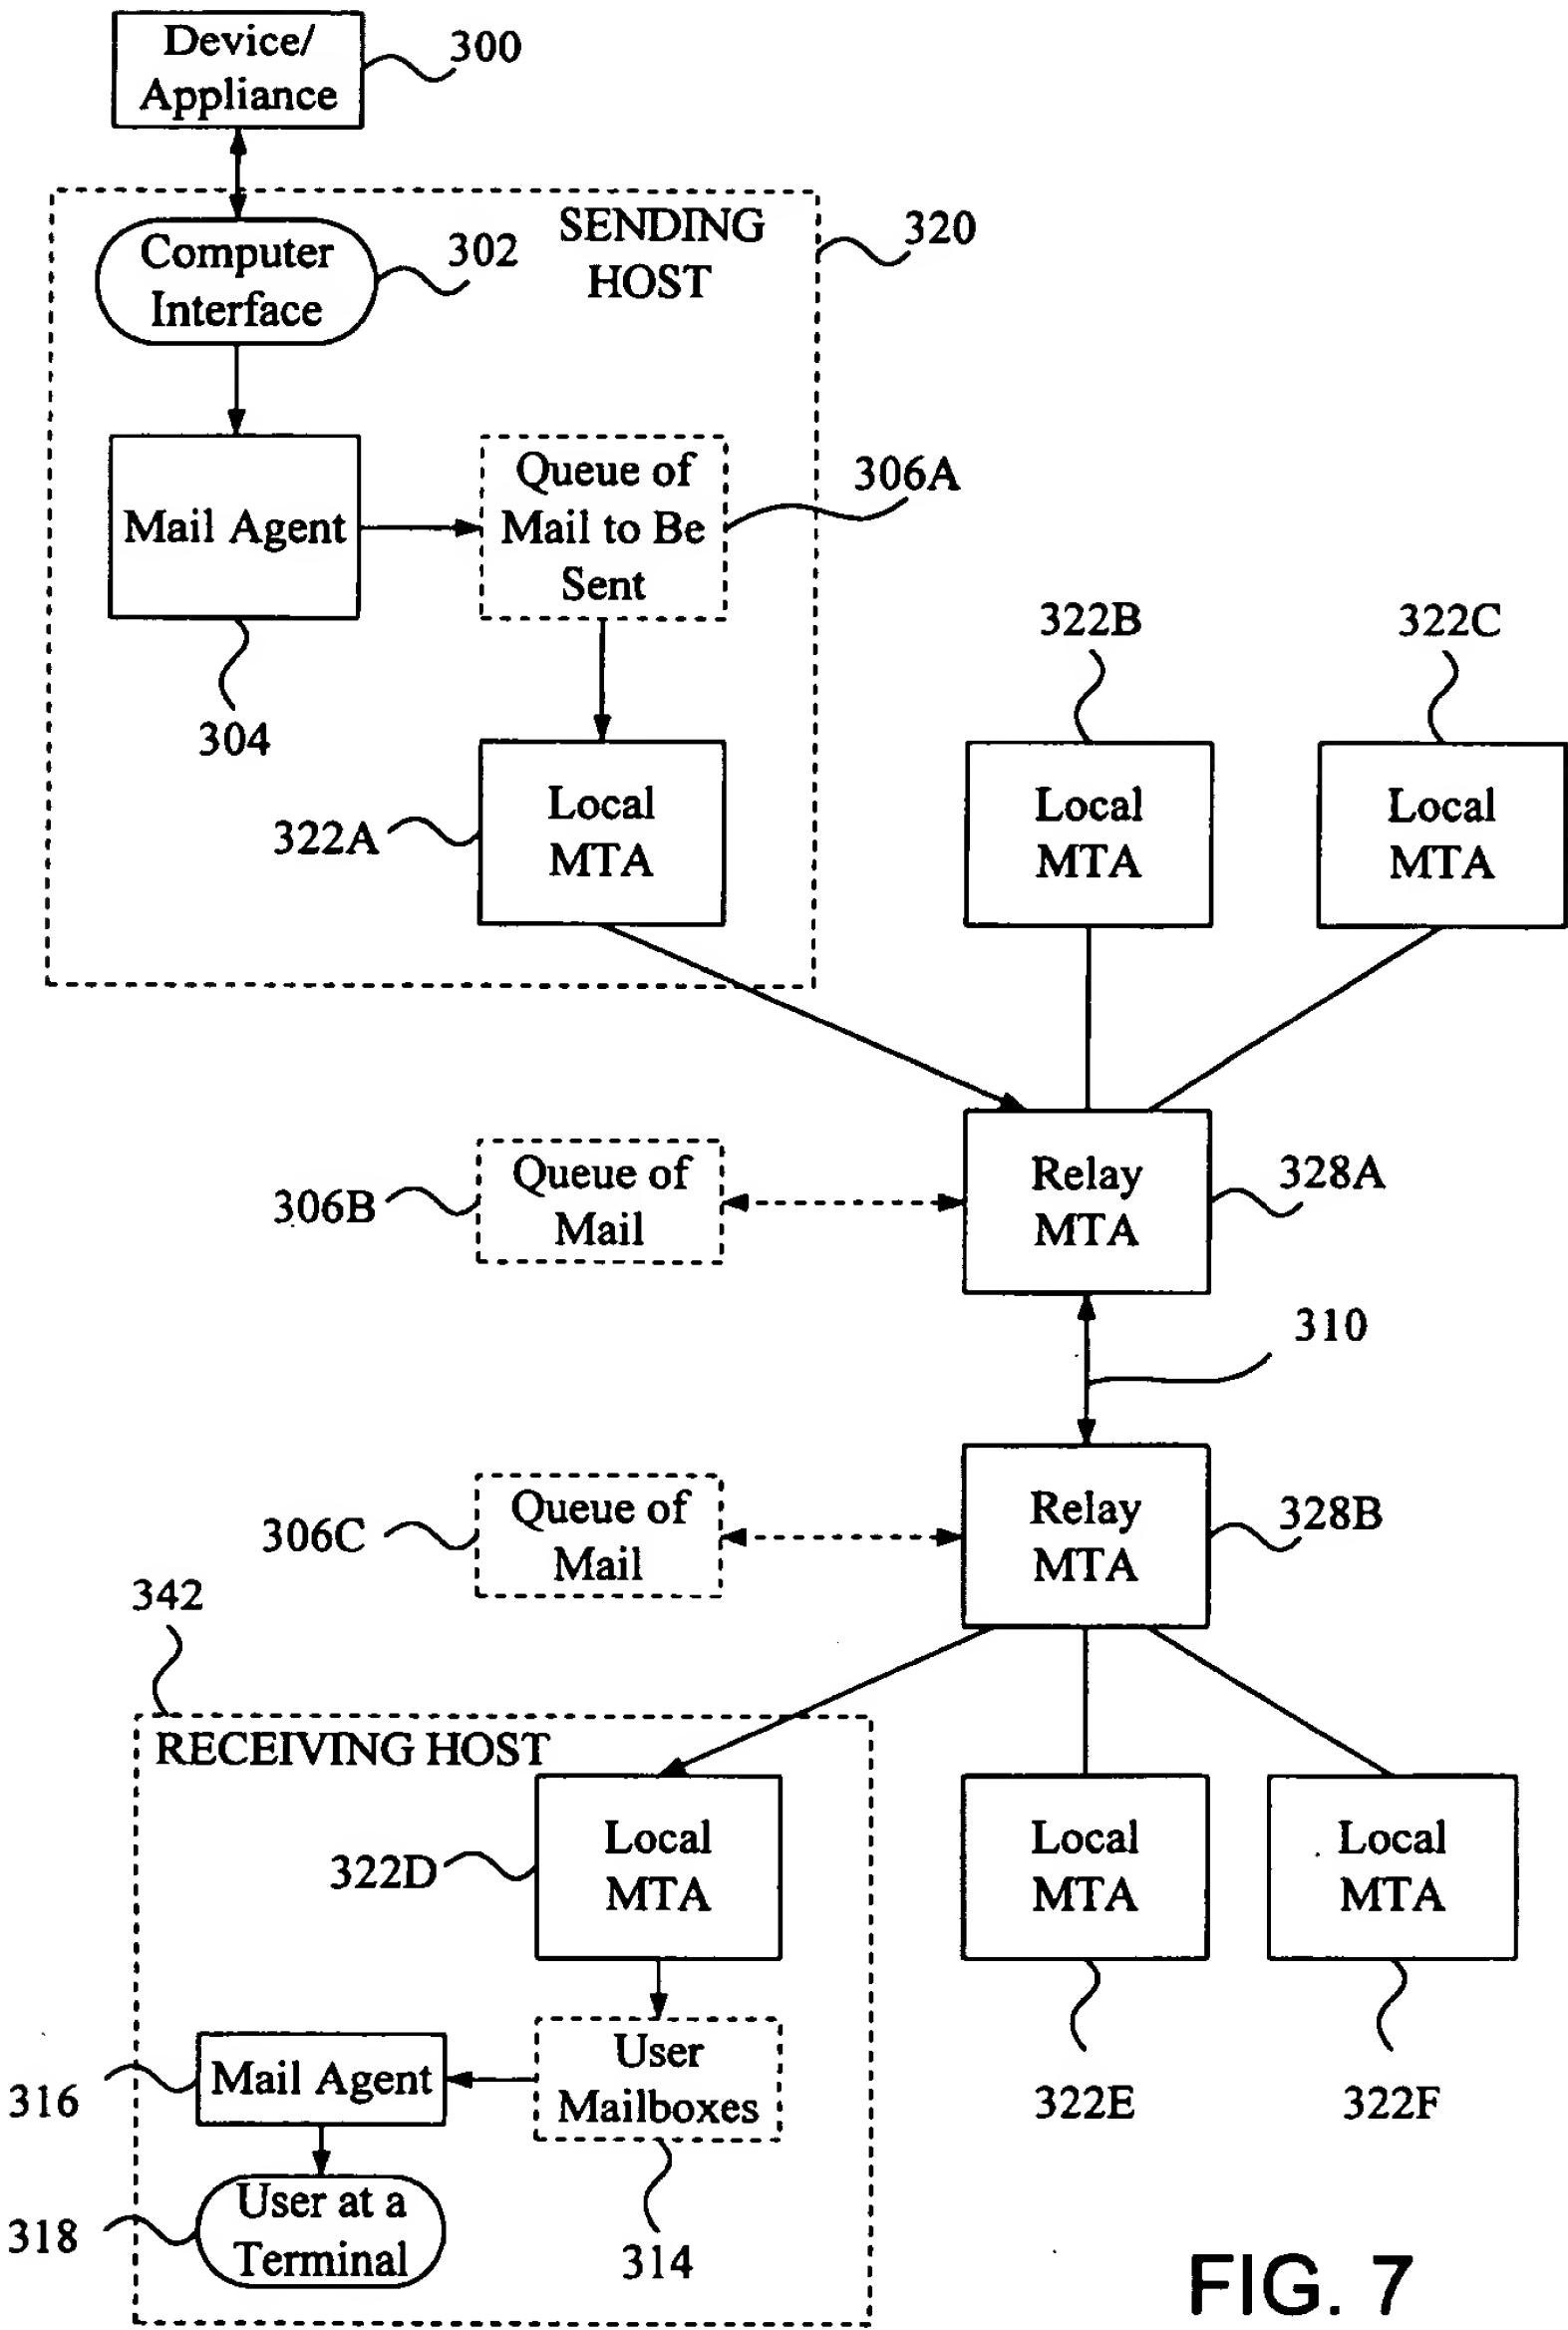 Device/
Appliance
300
SENDING
HOST
320
Computer
Interface
302
Mail Agent
304
Queue of
Mail to Be
Sent
306A
322B
322C
322A
Local
MTA
Local
MTA
Local
MTA
306B
Queue of
Mail
Relay
MTA
328A
310
306C
Queue of
Mail
Relay
MTA
328B
342
RECEIVING HOST
322D
Local
MTA
Local
MTA
Local
MTA
316
Mail Agent
User
Mailboxes
322E
322F
318
User at a
Terminal
314
FIG. 7